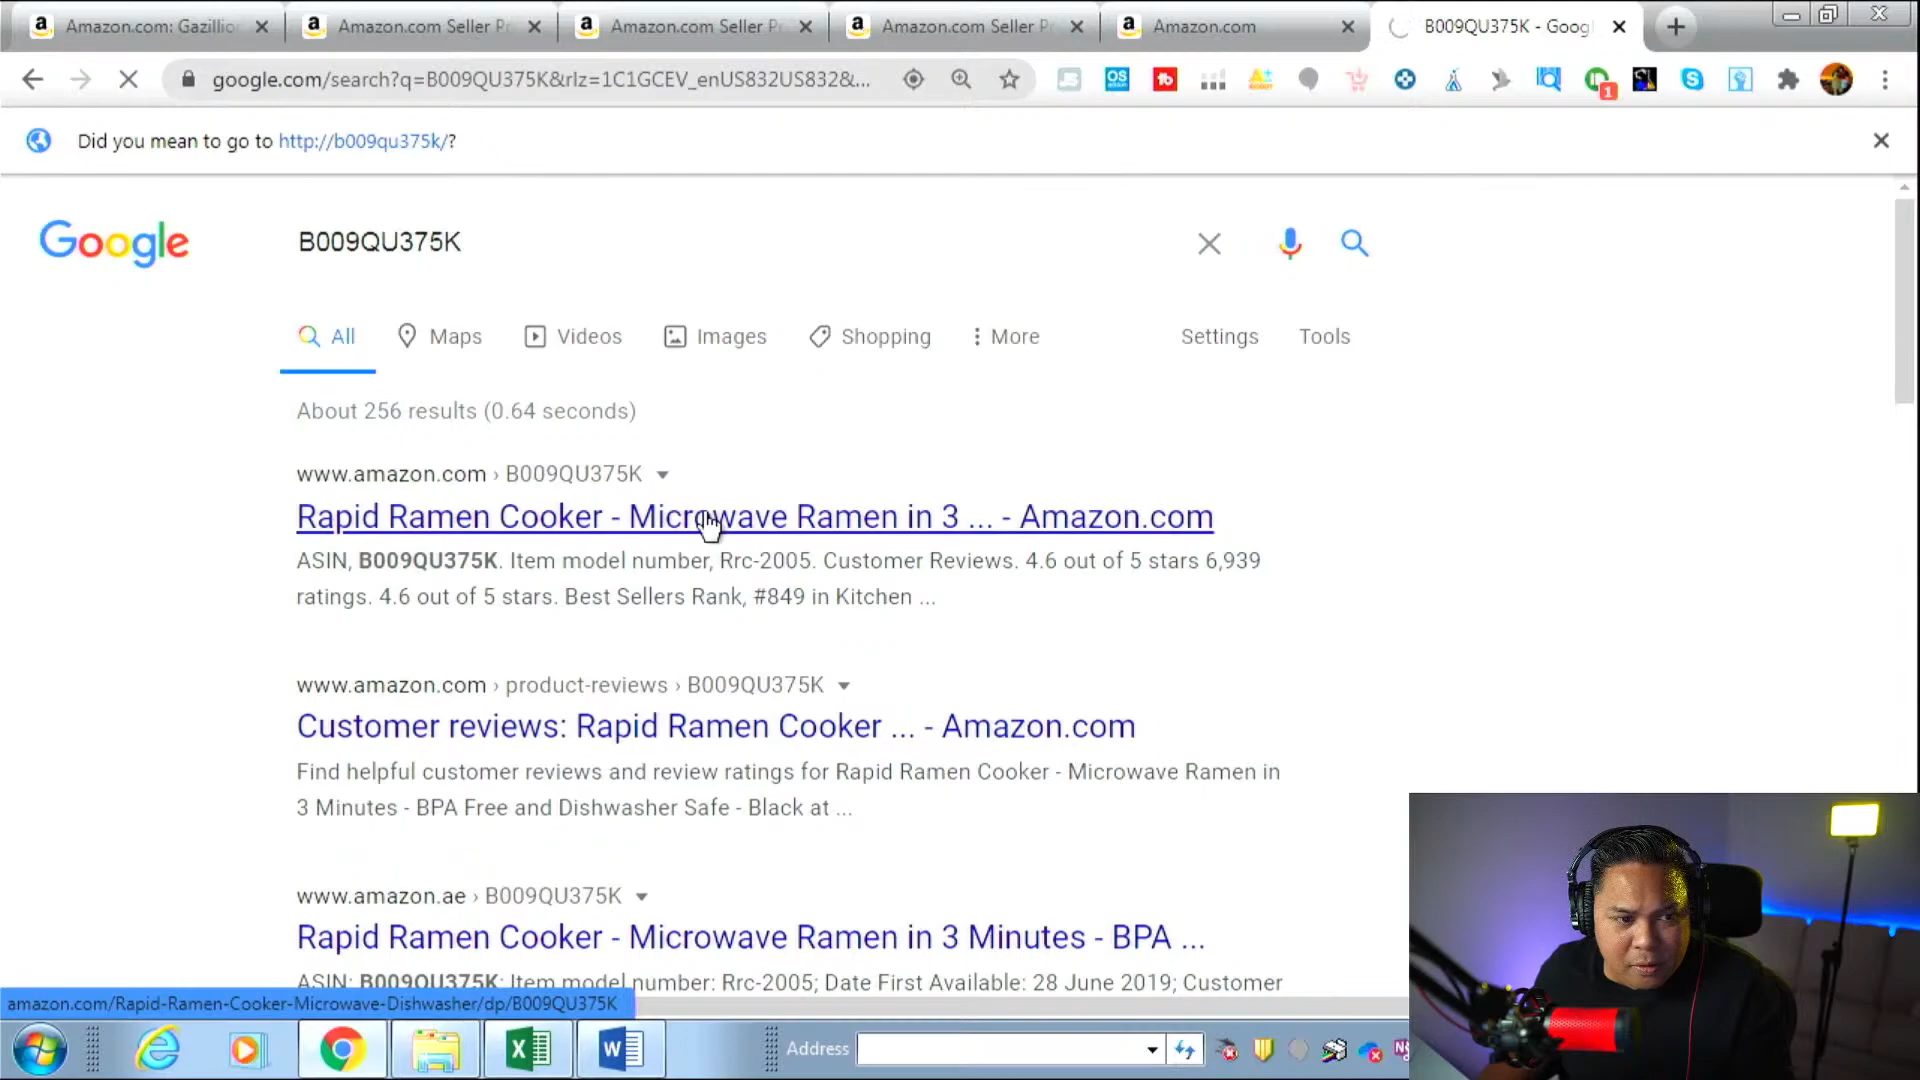 Amazon.com: Gazillio
Amazon.com Seller Pr
Amazon.com Seller Pr
Amazon.com Seller Pr
Amazon.com
B009QU375K - Googl
google.com/search?q=B009QU375K&rlz=1C1GCEV_enUS832US832&...
OS
1
Did you mean to go to http://b009qu375k/?
Google
B009QU375K
All
Maps
Videos
Images
Shopping
More
Settings
Tools
About 256 results (0.64 seconds)
www.amazon.com › B009QU375K
Rapid Ramen Cooker - Microwave Ramen in 3 ... - Amazon.com
ASIN, B009QU375K. Item model number, Rrc-2005. Customer Reviews. 4.6 out of 5 stars 6,939
ratings. 4.6 out of 5 stars. Best Sellers Rank, #849 in Kitchen ...
www.amazon.com › product-reviews › B009QU375K
Customer reviews: Rapid Ramen Cooker ... - Amazon.com
Find helpful customer reviews and review ratings for Rapid Ramen Cooker - Microwave Ramen in
3 Minutes - BPA Free and Dishwasher Safe - Black at ...
www.amazon.ae › B009QU375K
Rapid Ramen Cooker - Microwave Ramen in 3 Minutes - BPA ...
ASIN: B009QU375K; Item model number: Rrc-2005; Date First Available: 28 June 2019; Customer
amazon.com/Rapid-Ramen-Cooker-Microwave-Dishwasher/dp/B009QU375K
Address